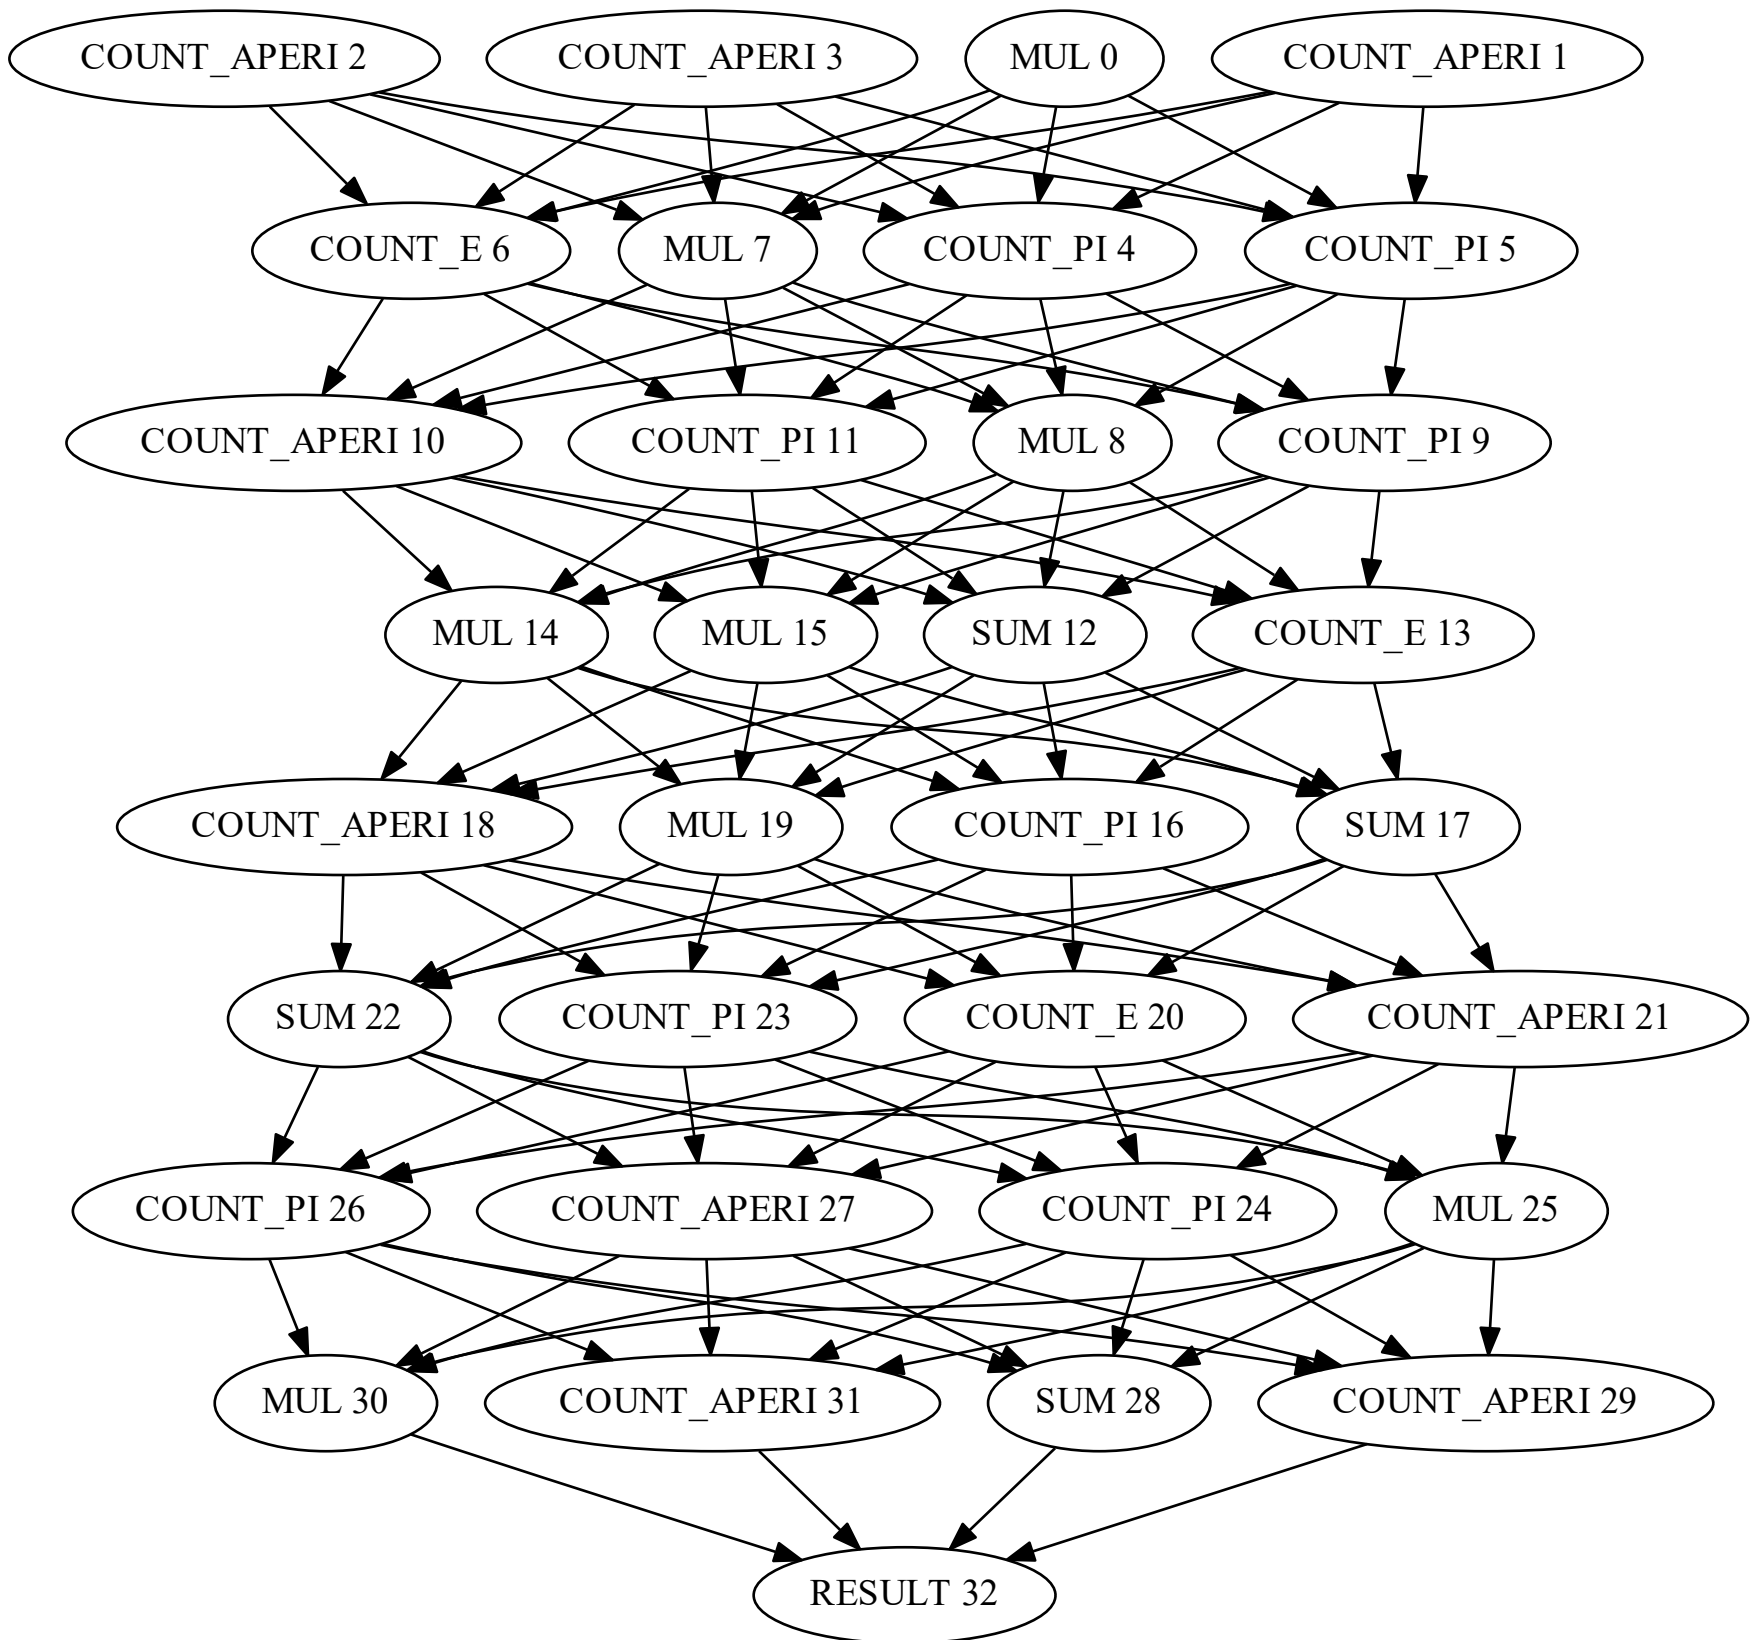 COUNT_APERI 2
COUNT_APERI 3
MUL 0
COUNT_APERI 1
COUNT_E 6
MUL 7
COUNT_PI 4
COUNT_PI 5
COUNT_APERI 10
COUNT_PI 11
MUL 8
COUNT_PI 9
MUL 14
MUL 15
SUM 12
COUNT_E 13
COUNT_APERI 18
MUL 19
COUNT_PI 16
SUM 17
SUM 22
COUNT_PI 23
COUNT_E 20
COUNT_APERI 21
COUNT_PI 26
COUNT_APERI 27
COUNT_PI 24
MUL 25
MUL 30
COUNT_APERI 31
SUM 28
COUNT_APERI 29
RESULT 32